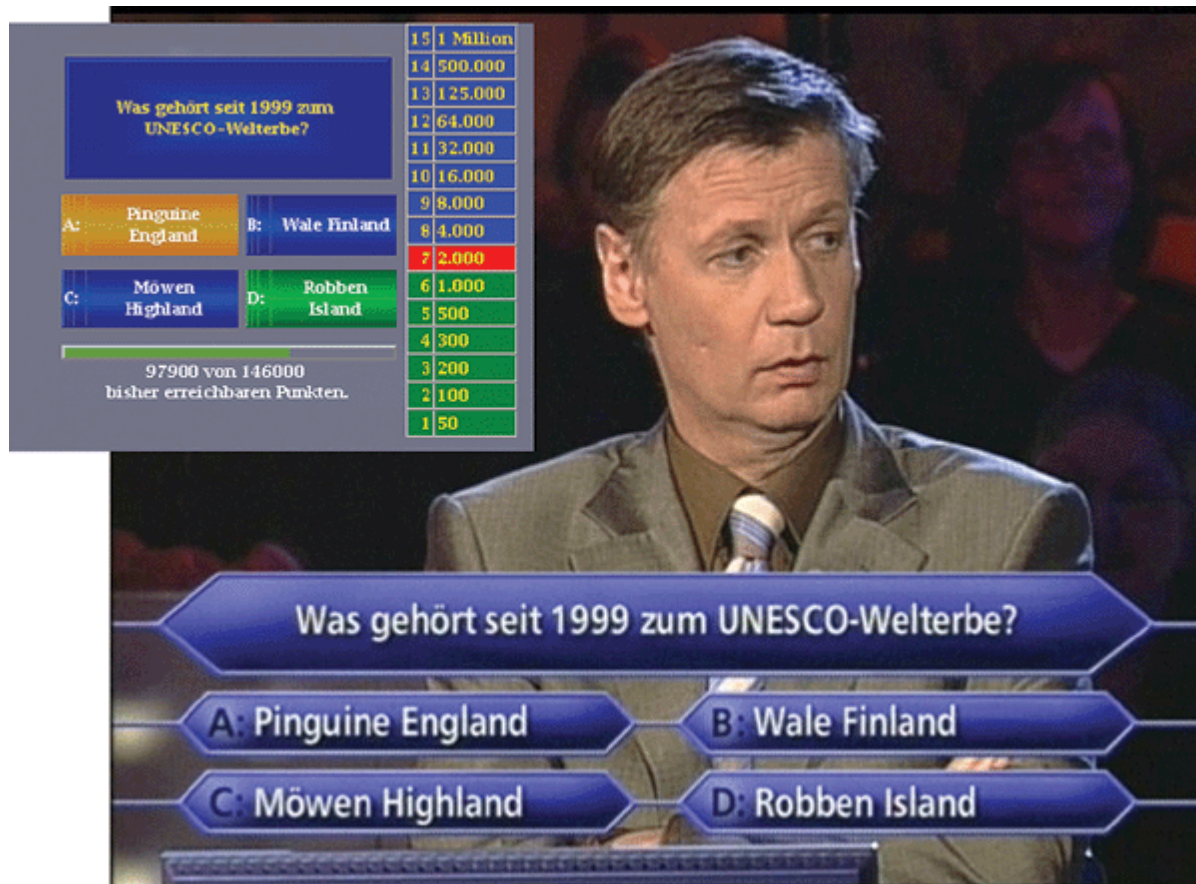 Was gehört seit 1999 zum
UNESCO-Welterbe?
A: Pinguine
England
B: Wale Finland
C: Möwen
Highland
D: Robben
Island
97900 von 146000
bisher erreichbaren Punkten.
15 1 Million
14 500.000
13 125.000
12 64.000
11 32.000
10 16.000
9 8.000
8 4.000
7 2.000
6 1.000
5 500
4 300
3 200
2 100
1 50
Was gehört seit 1999 zum UNESCO-Welterbe?
A: Pinguine England
B: Wale Finland
C: Möwen Highland
D: Robben Island